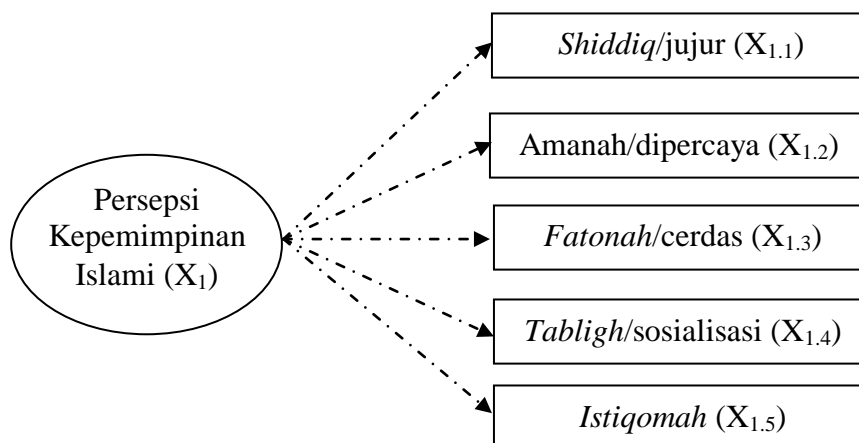 Persepsi
Kepemimpinan
Islami (X₁)
Shiddiq/jujur (X₁.₁)
Amanah/dipercaya (X₁.₂)
Fatonah/cerdas (X₁.₃)
Tabligh/sosialisasi (X₁.₄)
Istiqomah (X₁.₅)